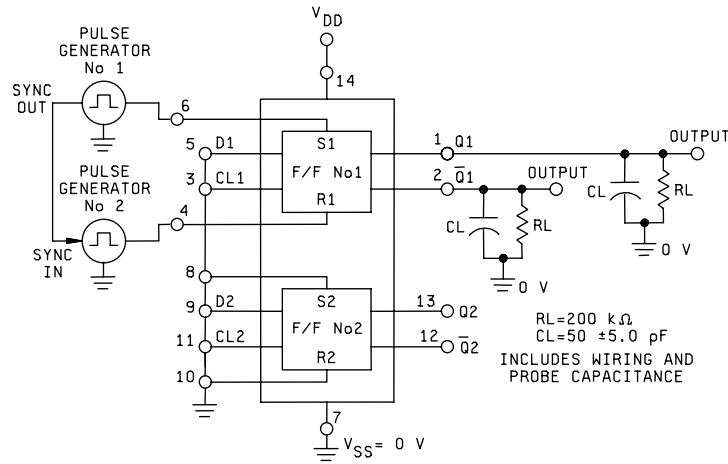 V DD
PULSE
GENERATOR
No 1
14
SYNC
OUT
6
S1
1 Q1
OUTPUT
5 D1
F/F No1
PULSE
GENERATOR
No 2
3 CL1
2 Q̅1
OUTPUT
CL
RL
R1
4
CL
RL
SYNC
IN
0 V
8
0 V
S2
9 D2
13 Q2
F/F No2
RL=200 kΩ
CL=50 ±5.0 pF
11 CL2
12 Q̅2
R2
INCLUDES WIRING AND
PROBE CAPACITANCE
10
7
VSS= 0 V